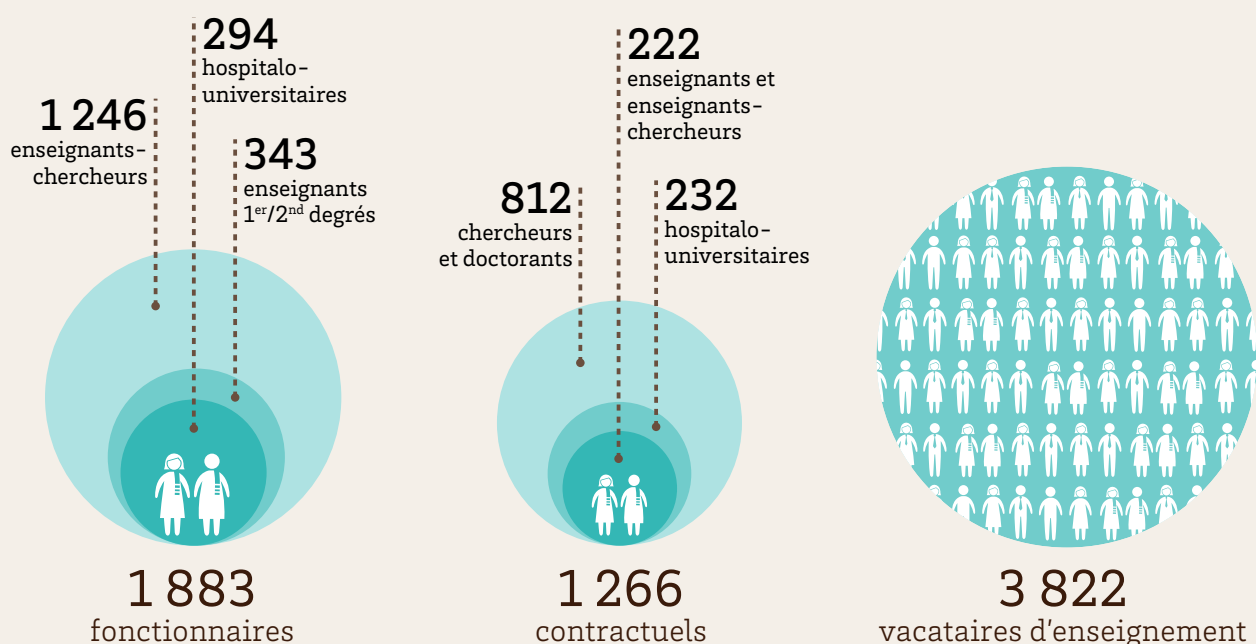 1 246
enseignants-
chercheurs
294
hospitalo-
universitaires
343
enseignants
1er/2nd degrés
1 883
fonctionnaires
812
chercheurs
et doctorants
222
enseignants et
enseignants-
chercheurs
232
hospitalo-
universitaires
1 266
contractuels
3 822
vacataires d'enseignement